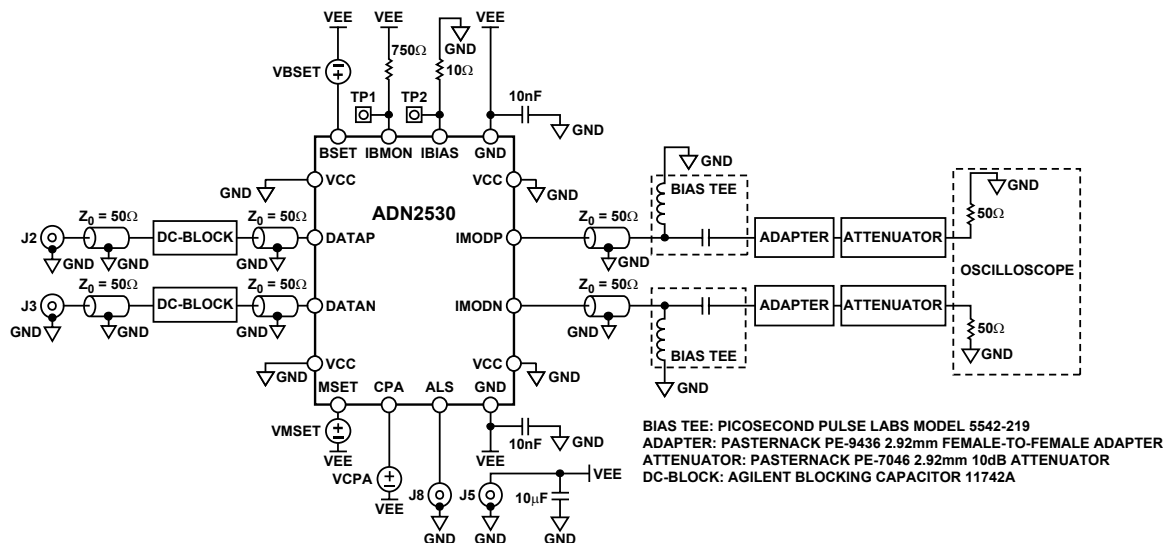 VEE VEE VEE
GND
750Ω
10Ω
VBSET
TP1 TP2
10nF
GND
BSET IBMON IBIAS GND
GND VCC
VCC GND
ADN2530
GND
BIAS TEE
Z0 = 50Ω Z0 = 50Ω
J2 DC-BLOCK DATAP
GND GND GND
IMODP
Z0 = 50Ω
GND
ADAPTER ATTENUATOR
GND
50Ω
OSCILLOSCOPE
Z0 = 50Ω Z0 = 50Ω
J3 DC-BLOCK DATAN
GND GND GND
IMODN
Z0 = 50Ω
GND
ADAPTER ATTENUATOR
50Ω
GND
BIAS TEE
GND
GND VCC
VCC GND
MSET CPA ALS GND
VMSET
VEE
VCPA
VEE
J8
GND
10nF
GND
VEE
J5
GND
10µF
VEE
GND
BIAS TEE: PICOSECOND PULSE LABS MODEL 5542-219
ADAPTER: PASTERNACK PE-9436 2.92mm FEMALE-TO-FEMALE ADAPTER
ATTENUATOR: PASTERNACK PE-7046 2.92mm 10dB ATTENUATOR
DC-BLOCK: AGILENT BLOCKING CAPACITOR 11742A